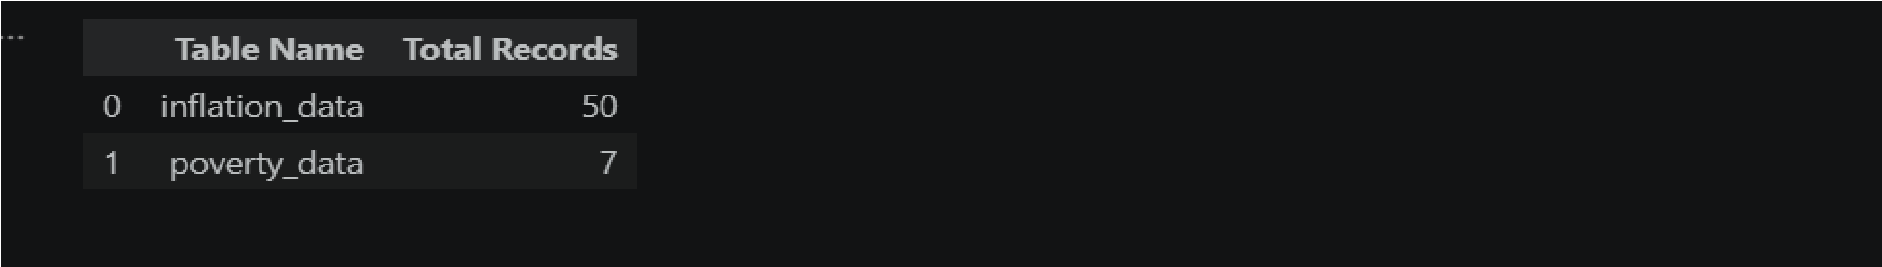 ...
Table Name Total Records
0 inflation_data 50
1 poverty_data 7